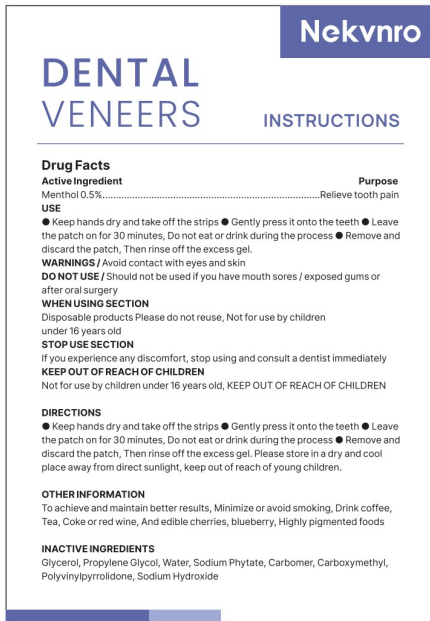 Nekvnro
DENTAL
VENEERS
INSTRUCTIONS
Drug Facts
Active Ingredient Purpose
Menthol 0.5%......................................................................Relieve tooth pain
USE
● Keep hands dry and take off the strips ● Gently press it onto the teeth ● Leave
the patch on for 30 minutes, Do not eat or drink during the process ● Remove and
discard the patch, Then rinse off the excess gel.
WARNINGS / Avoid contact with eyes and skin
DO NOT USE / Should not be used if you have mouth sores / exposed gums or
after oral surgery
WHEN USING SECTION
Disposable products Please do not reuse, Not for use by children
under 16 years old
STOP USE SECTION
If you experience any discomfort, stop using and consult a dentist immediately
KEEP OUT OF REACH OF CHILDREN
Not for use by children under 16 years old, KEEP OUT OF REACH OF CHILDREN
DIRECTIONS
● Keep hands dry and take off the strips ● Gently press it onto the teeth ● Leave
the patch on for 30 minutes, Do not eat or drink during the process ● Remove and
discard the patch, Then rinse off the excess gel. Please store in a dry and cool
place away from direct sunlight, keep out of reach of young children.
OTHER INFORMATION
To achieve and maintain better results, Minimize or avoid smoking, Drink coffee,
Tea, Coke or red wine, And edible cherries, blueberry, Highly pigmented foods
INACTIVE INGREDIENTS
Glycerol, Propylene Glycol, Water, Sodium Phytate, Carbomer, Carboxymethyl,
Polyvinylpyrrolidone, Sodium Hydroxide